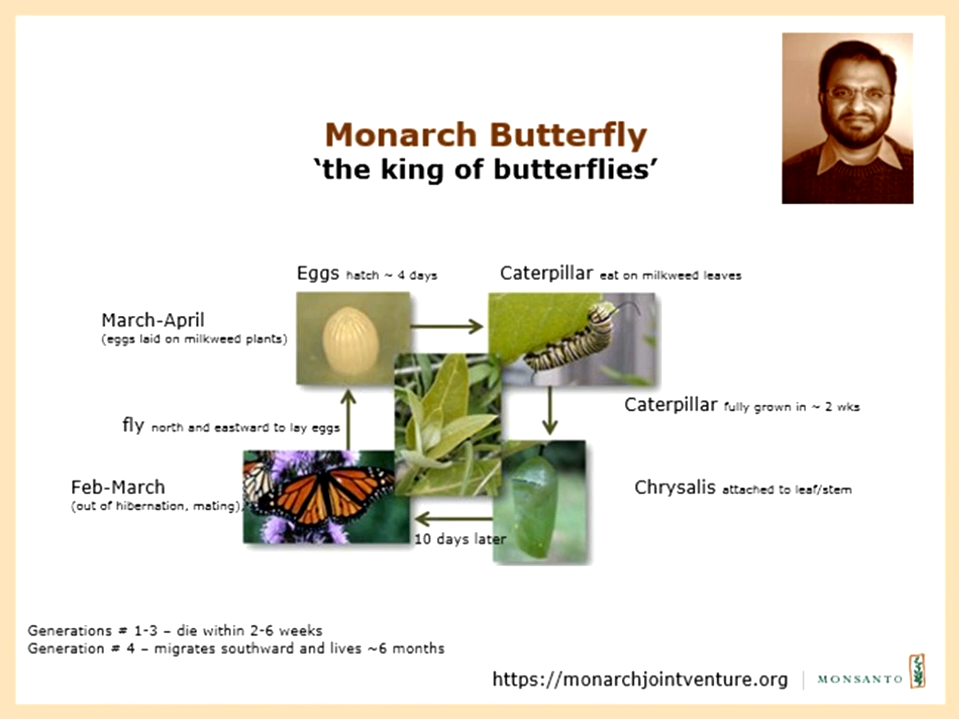 Monarch Butterfly
‘the king of butterflies’
Eggs hatch ~ 4 days
Caterpillar eat on milkweed leaves
March-April
(eggs laid on milkweed plants)
Caterpillar fully grown in ~ 2 wks
fly north and eastward to lay eggs
Feb-March
(out of hibernation, mating),
Chrysalis attached to leaf/stem
10 days later
Generations # 1-3 – die within 2-6 weeks
Generation # 4 – migrates southward and lives ~6 months
https://monarchjointventure.org
MONSANTO